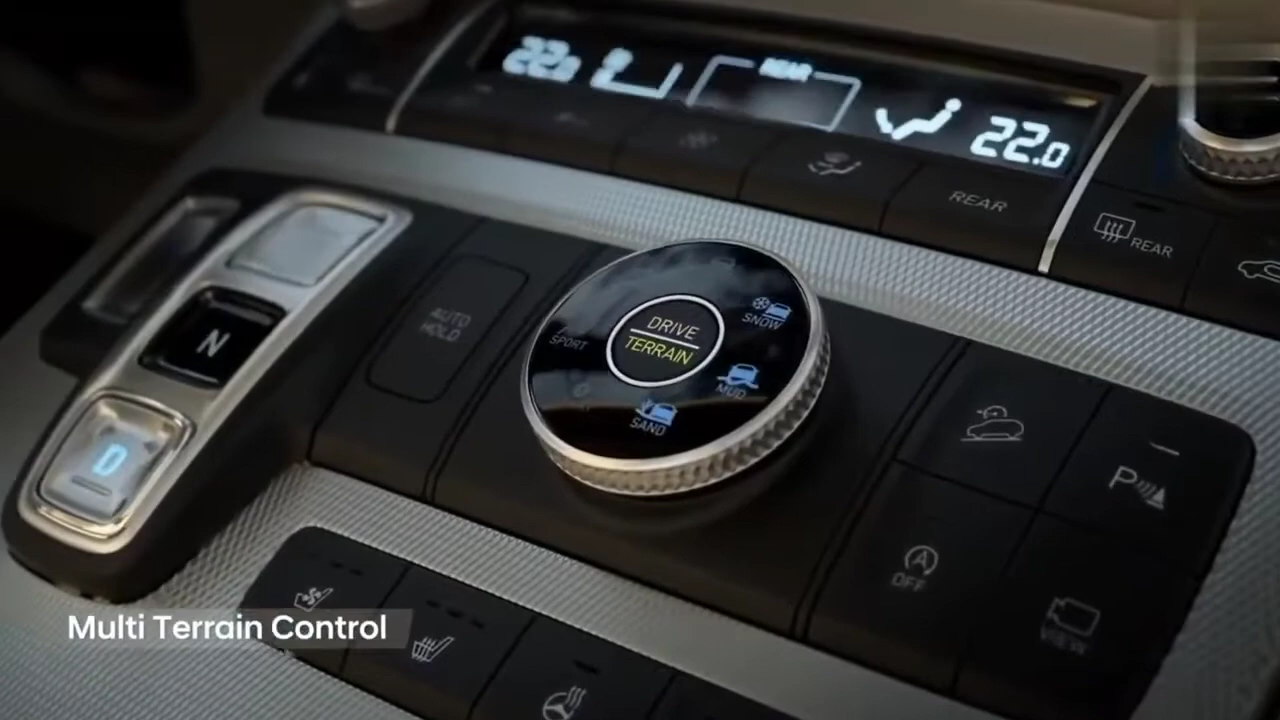 22.0
REAR
22.0
REAR
REAR
N
AUTO
HOLD
DRIVE
TERRAIN
SNOW
SPORT
MUD
SAND
D
P
A
OFF
VIEW
Multi Terrain Control